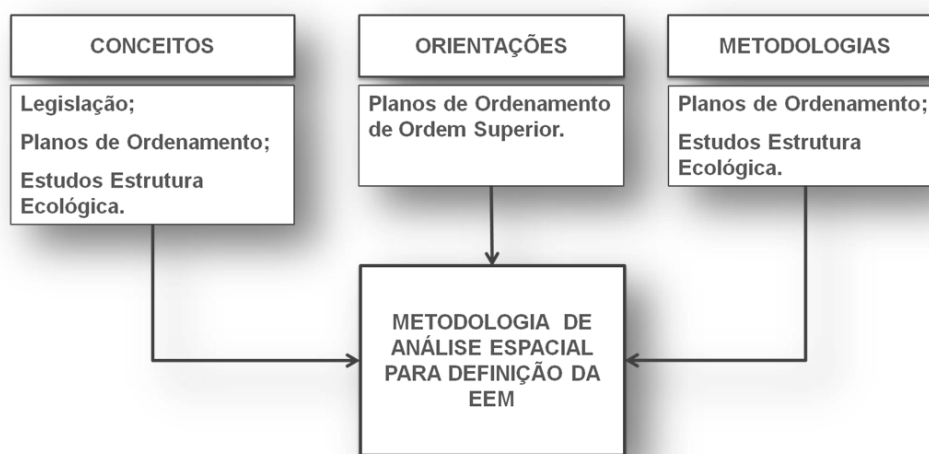 CONCEITOS
Legislação;
Planos de Ordenamento;
Estudos Estrutura
Ecológica.
ORIENTAÇÕES
Planos de Ordenamento
de Ordem Superior.
METODOLOGIAS
Planos de Ordenamento;
Estudos Estrutura
Ecológica.
METODOLOGIA DE
ANÁLISE ESPACIAL
PARA DEFINIÇÃO DA
EEM